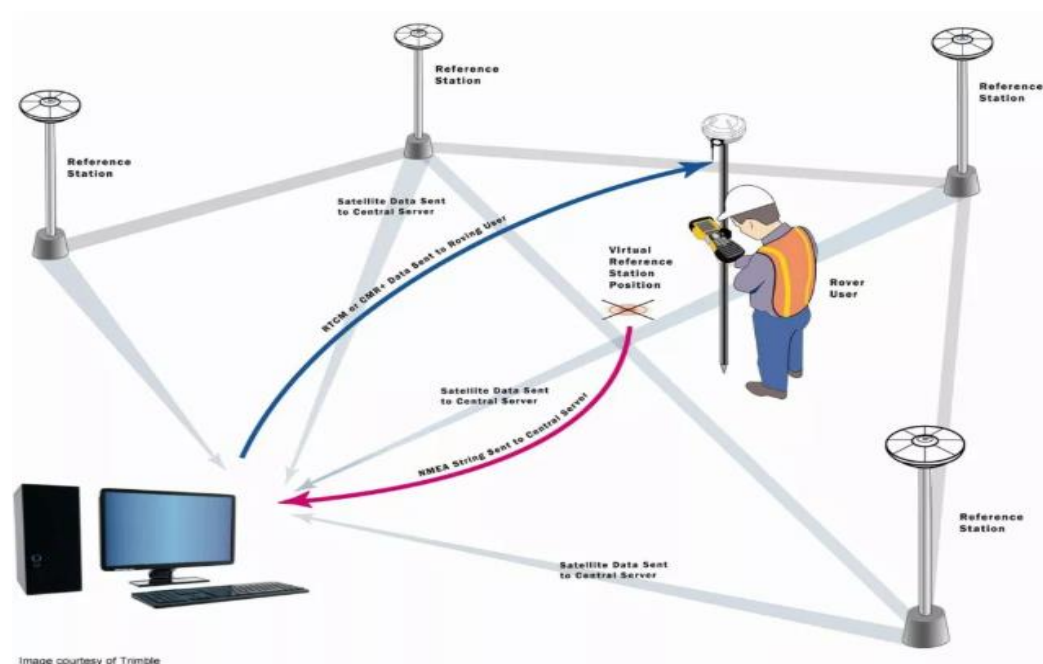 Reference
Station
Reference
Station
Reference
Station
Satellite Data Sent
to Central Server
RTCM or CMR+ Data Sent to Roving User
Virtual
Reference
Station
Position
Rover
User
Satellite Data Sent
to Central Server
NMEA String Sent to Central Server
Reference
Station
Satellite Data Sent
to Central Server
Image courtesy of Trimble